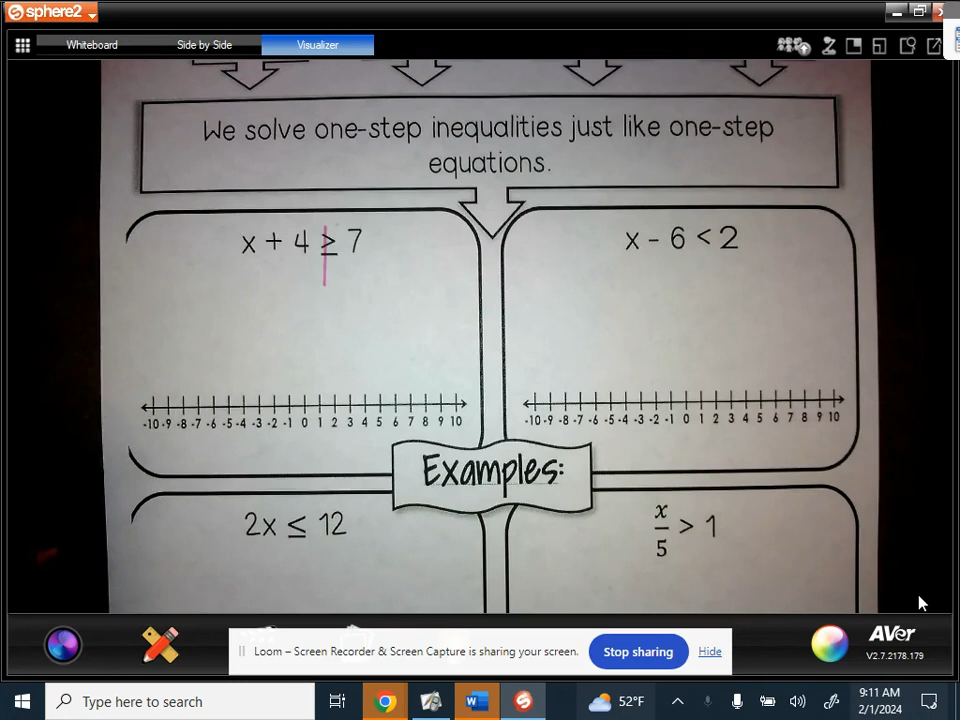 sphere2
Whiteboard
Side by Side
Visualizer
We solve one-step inequalities just like one-step
equations.
x + 4 ≥ 7
x - 6 < 2
-10 -9 -8 -7 -6 -5 -4 -3 -2 -1 0 1 2 3 4 5 6 7 8 9 10
-10 -9 -8 -7 -6 -5 -4 -3 -2 -1 0 1 2 3 4 5 6 7 8 9 10
Examples:
2x ≤ 12
x/5 > 1
Loom – Screen Recorder & Screen Capture is sharing your screen.
Stop sharing
Hide
AVer
V2.7.2178.179
Type here to search
52°F
9:11 AM
2/1/2024